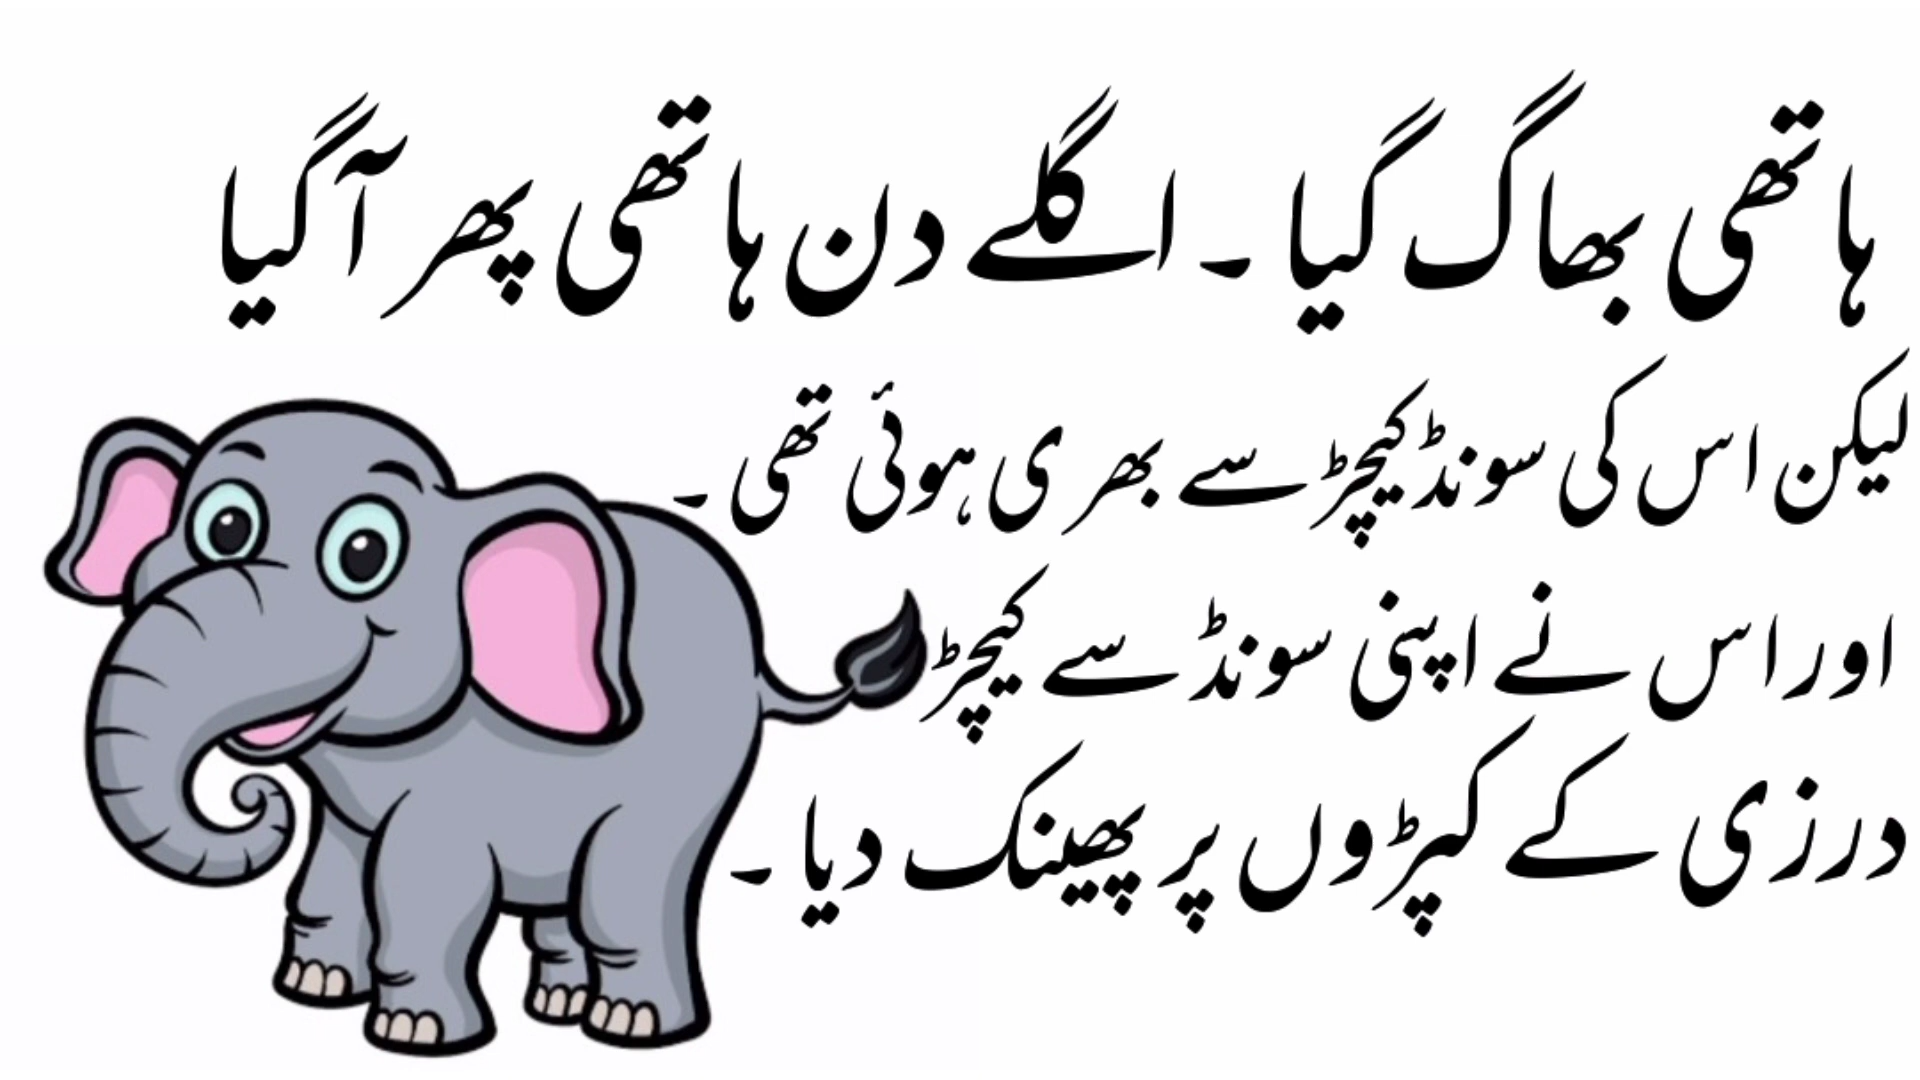 ہاتھی بھاگ گیا ۔ اگلے دن ہاتھی پھر آگیا
لیکن اس کی سونڈ کیچڑ سے بھری ہوئی تھی ۔
اور اس نے اپنی سونڈ سے کیچڑ
درزی کے کپڑوں پر پھینک دیا ۔